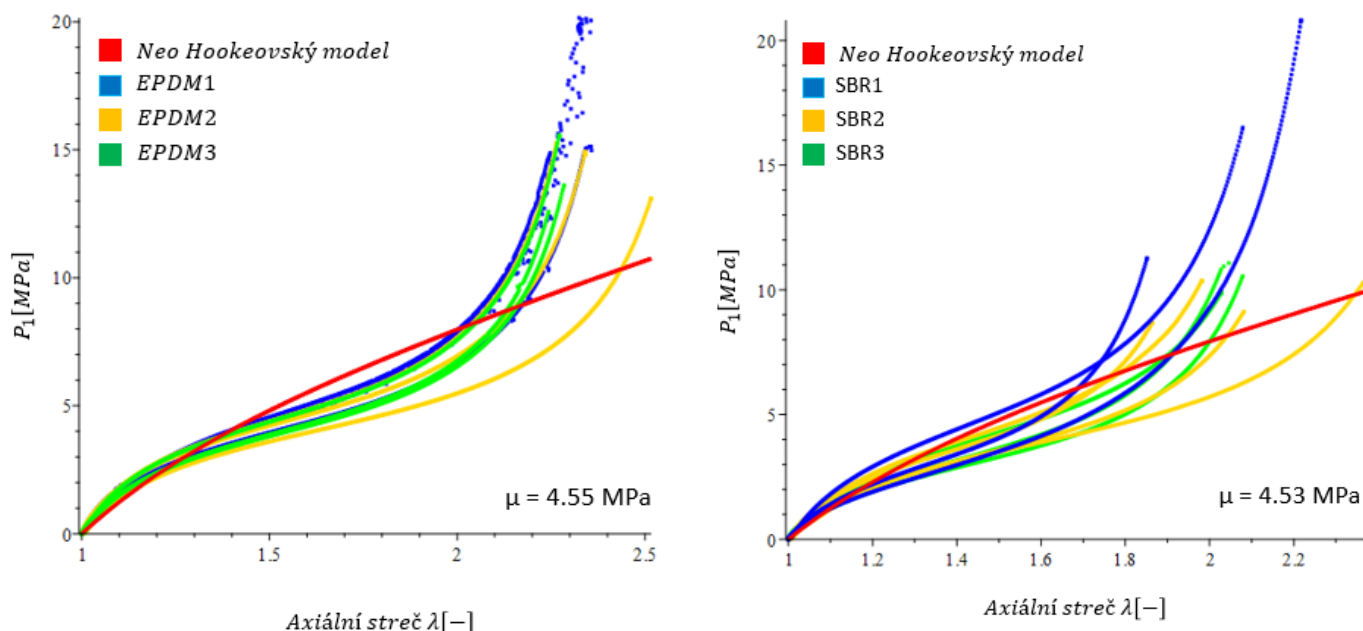 20
15
10
5
0
P₁[MPa]
Neo Hookeovský model
EPDM1
EPDM2
EPDM3
μ = 4.55 MPa
1
1.5
2
2.5
Axiální streč λ[−]
20
15
10
5
0
P₁[MPa]
Neo Hookeovský model
SBR1
SBR2
SBR3
μ = 4.53 MPa
1
1.2
1.4
1.6
1.8
2
2.2
Axiální streč λ[−]